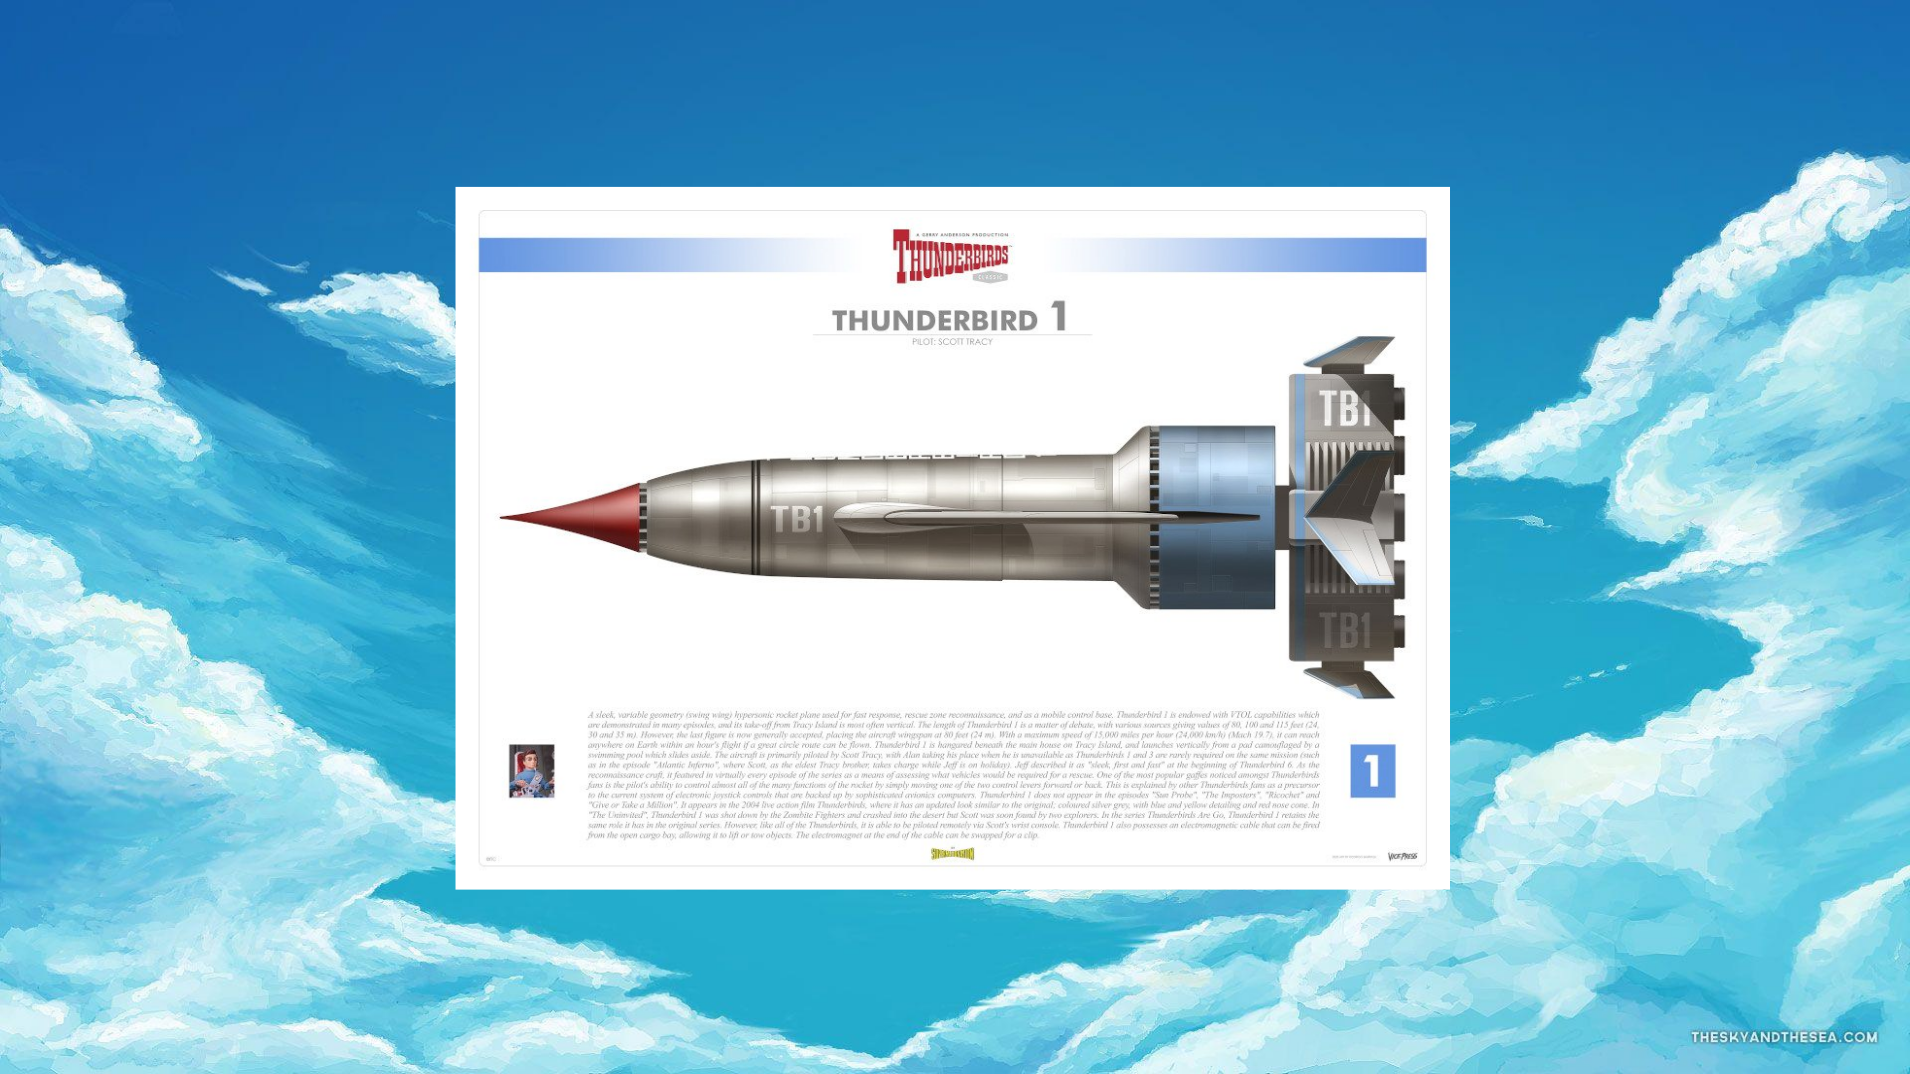 A GERRY ANDERSON PRODUCTION
THUNDERBIRDS
CLASSIC
THUNDERBIRD 1
PILOT: SCOTT TRACY
TB1
TB1
TB1
A sleek, variable geometry (swing wing) hypersonic rocket plane used for fast response, rescue zone reconnaissance, and as a mobile control base, Thunderbird 1 is endowed with VTOL capabilities which
are demonstrated in many episodes, and its take-off from Tracy Island is most often vertical. The length of Thunderbird 1 is a matter of debate, with various sources giving values of 80, 100 and 115 feet (24,
30 and 35 m). However, the last figure is now generally accepted, placing the aircraft wingspan at 80 feet (24 m). With a maximum speed of 15,000 miles per hour (24,000 km/h) (Mach 19.7), it can reach
anywhere on Earth within an hour's flight if a great circle route can be flown. Thunderbird 1 is hangared beneath the main house on Tracy Island, and launches vertically from a pad camouflaged by a
swimming pool which slides aside. The aircraft is primarily piloted by Scott Tracy, with Alan taking his place when he is unavailable as Thunderbirds 1 and 3 are rarely required on the same mission (such
as in the episode "Atlantic Inferno", where Scott, as the eldest Tracy brother, takes charge while Jeff is on holiday). Jeff described it as "sleek, first and fast" at the beginning of Thunderbird 6. As the
reconnaissance craft, it featured in virtually every episode of the series as a means of assessing what vehicles would be required for a rescue. One of the most popular gaffes noticed amongst Thunderbirds
fans is the pilot's ability to control almost all of the many functions of the rocket by simply moving one of the two control levers forward or back. This is explained by other Thunderbirds fans as a precursor
to the current system of electronic joystick controls that are backed up by sophisticated avionics computers. Thunderbird 1 does not appear in the episodes "Sun Probe", "The Imposters", "Ricochet" and
"Give or Take a Million". It appears in the 2004 live action film Thunderbirds, where it has an updated look similar to the original; coloured silver grey, with blue and yellow detailing and red nose cone. In
"The Uninvited", Thunderbird 1 was shot down by the Zombite Fighters and crashed into the desert but Scott was soon found by two explorers. In the series Thunderbirds Are Go, Thunderbird 1 retains the
same role it has in the original series. However, like all of the Thunderbirds, it is able to be piloted remotely via Scott's wrist console. Thunderbird 1 also possesses an electromagnetic cable that can be fired
from the open cargo bay, allowing it to lift or tow objects. The electromagnet at the end of the cable can be swapped for a clip.
1
SUPERMARIONATION
VICE PRESS
THESKYANDTHESEA.COM